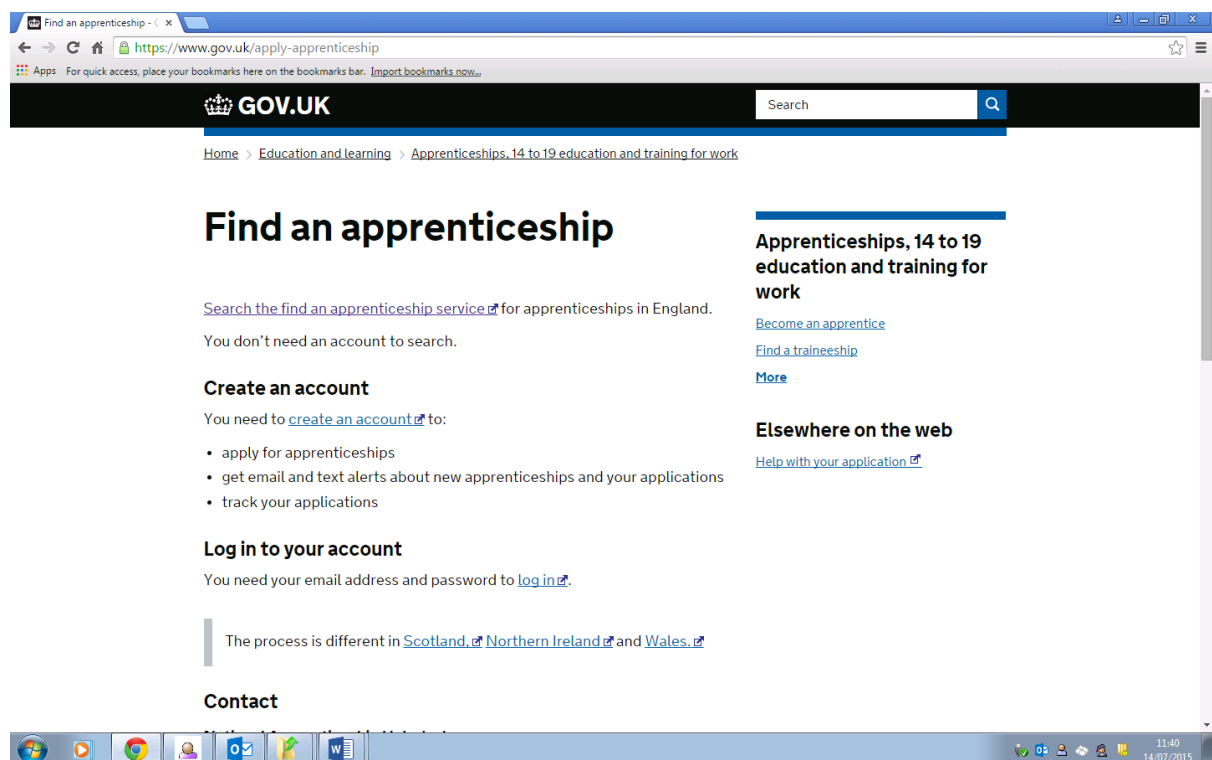 Find an apprenticeship -
https://www.gov.uk/apply-apprenticeship
Apps For quick access, place your bookmarks here on the bookmarks bar. Import bookmarks now...
GOV.UK
Search
Home > Education and learning > Apprenticeships, 14 to 19 education and training for work
Find an apprenticeship
Search the find an apprenticeship service for apprenticeships in England.
You don't need an account to search.
Create an account
You need to create an account to:
• apply for apprenticeships
• get email and text alerts about new apprenticeships and your applications
• track your applications
Log in to your account
You need your email address and password to log in.
The process is different in Scotland, Northern Ireland and Wales.
Contact
Apprenticeships, 14 to 19
education and training for
work
Become an apprentice
Find a traineeship
More
Elsewhere on the web
Help with your application
11:40
14/07/2015